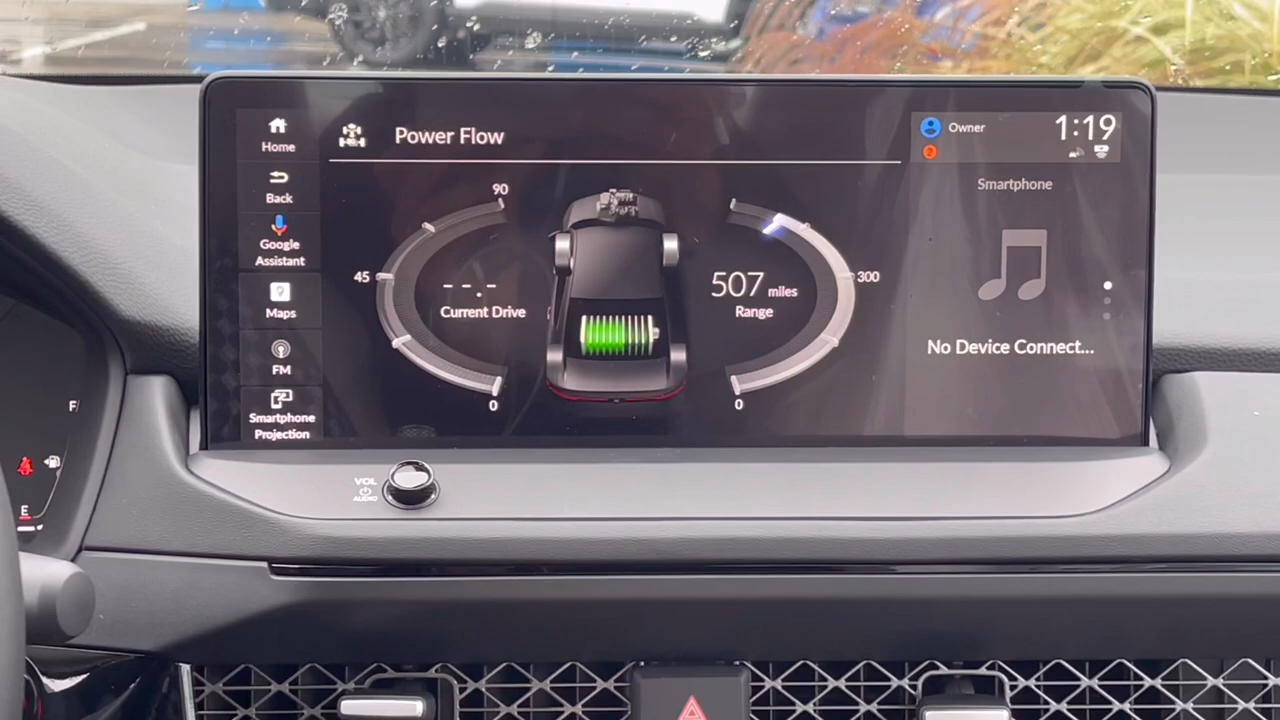 Home
Back
Google
Assistant
Maps
FM
Smartphone
Projection
Power Flow
90
45
0
--.-
Current Drive
507 miles
Range
300
0
Owner
1:19
2
Smartphone
No Device Connect...
F
E
VOL
AUDIO